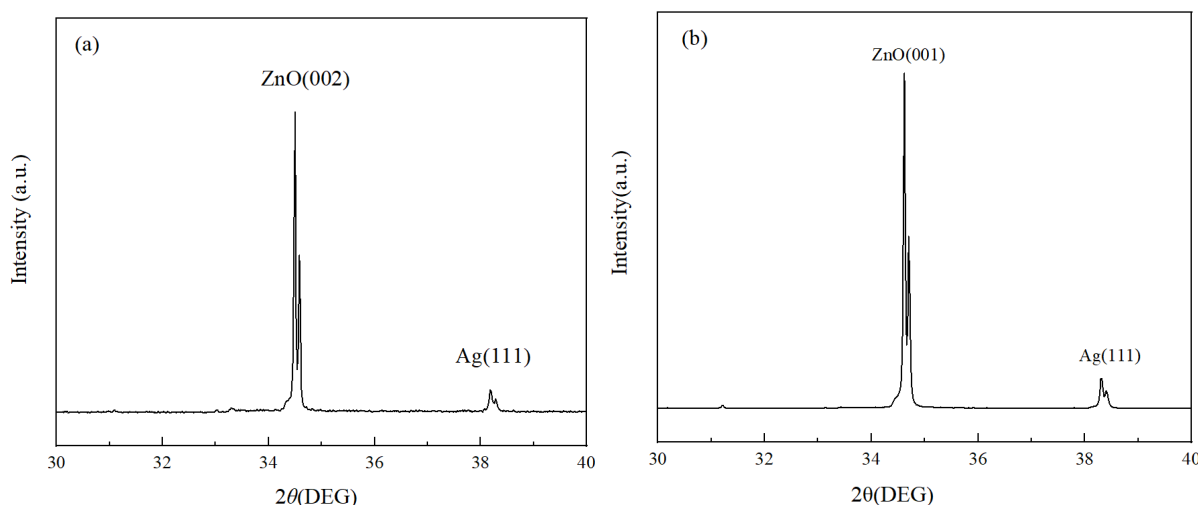 (a)
ZnO(002)
Ag(111)
Intensity (a.u.)
30 32 34 36 38 40
2θ(DEG)
(b)
ZnO(001)
Ag(111)
Intensity(a.u.)
30 32 34 36 38 40
2θ(DEG)